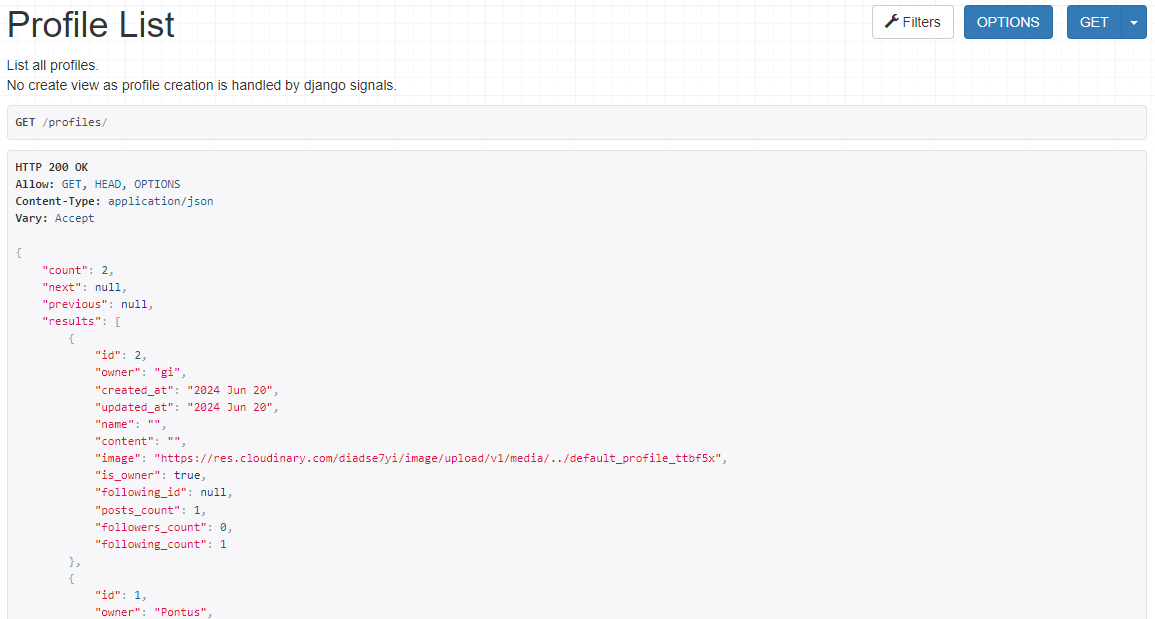 Profile List
Filters
OPTIONS
GET
List all profiles.
No create view as profile creation is handled by django signals.
GET /profiles/
HTTP 200 OK
Allow: GET, HEAD, OPTIONS
Content-Type: application/json
Vary: Accept
{
    "count": 2,
    "next": null,
    "previous": null,
    "results": [
        {
            "id": 2,
            "owner": "gi",
            "created_at": "2024 Jun 20",
            "updated_at": "2024 Jun 20",
            "name": "",
            "content": "",
            "image": "https://res.cloudinary.com/diadse7yi/image/upload/v1/media/../default_profile_ttbf5x",
            "is_owner": true,
            "following_id": null,
            "posts_count": 1,
            "followers_count": 0,
            "following_count": 1
        },
        {
            "id": 1,
            "owner": "Pontus",